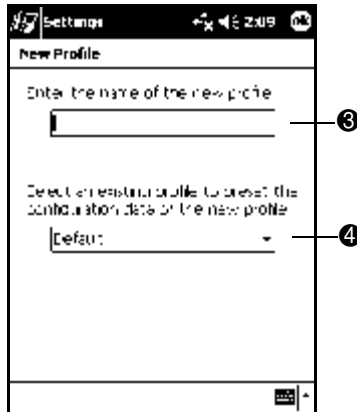 Settings 2:09 ok
New Profile
Enter the name of the new profile
3
Select an existing profile to preset the
configuration data of the new profile
Default
4